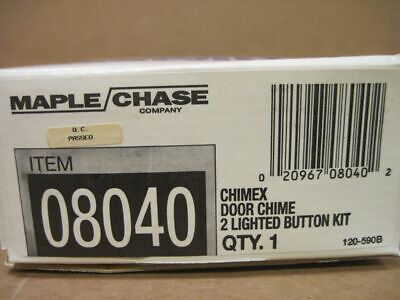 MAPLE/CHASE
COMPANY
Q.C.
PASSED
ITEM
08040
0 20967 08040 2
CHIMEX
DOOR CHIME
2 LIGHTED BUTTON KIT
QTY. 1
120-590B